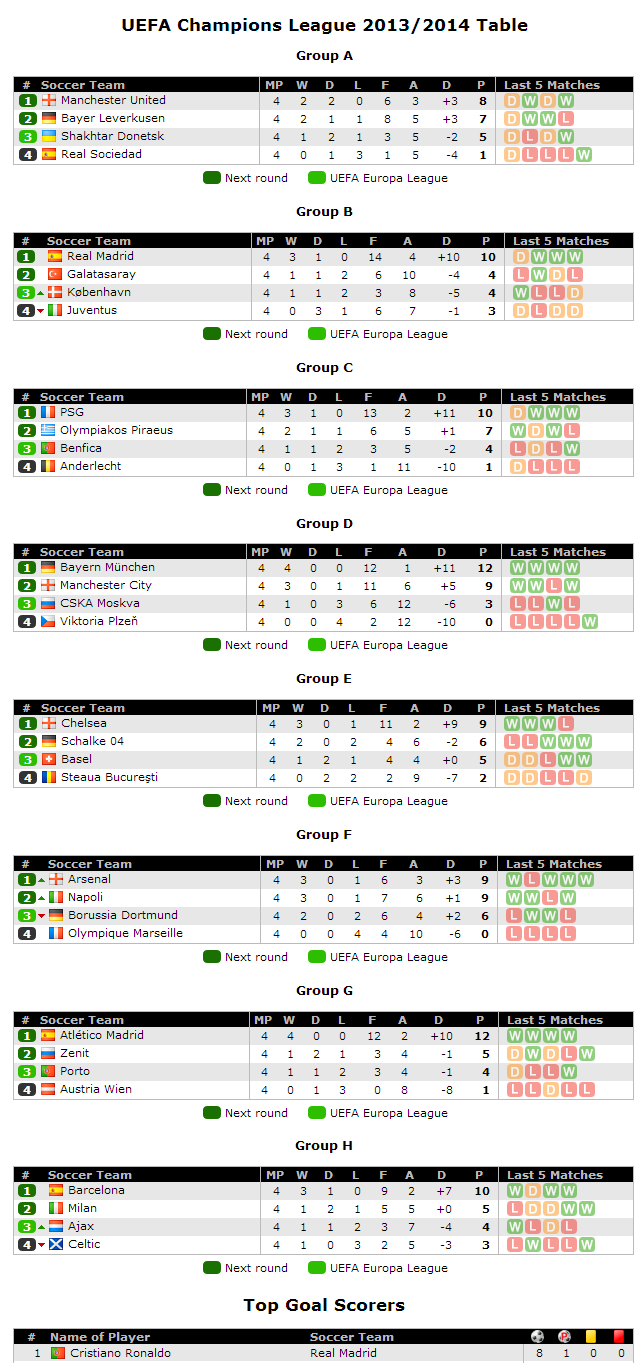 UEFA Champions League 2013/2014 Table
Group A
# Soccer Team MP W D L F A D P Last 5 Matches
1 Manchester United 4 2 2 0 6 3 +3 8 D W D W
2 Bayer Leverkusen 4 2 1 1 8 5 +3 7 D W W L
3 Shakhtar Donetsk 4 1 2 1 3 5 -2 5 D L D W
4 Real Sociedad 4 0 1 3 1 5 -4 1 D L L L W
Next round UEFA Europa League
Group B
# Soccer Team MP W D L F A D P Last 5 Matches
1 Real Madrid 4 3 1 0 14 4 +10 10 D W W W
2 Galatasaray 4 1 1 2 6 10 -4 4 L W D L
3 København 4 1 1 2 3 8 -5 4 W L L D
4 Juventus 4 0 3 1 6 7 -1 3 D L D D
Next round UEFA Europa League
Group C
# Soccer Team MP W D L F A D P Last 5 Matches
1 PSG 4 3 1 0 13 2 +11 10 D W W W
2 Olympiakos Piraeus 4 2 1 1 6 5 +1 7 W D W L
3 Benfica 4 1 1 2 3 5 -2 4 L D L W
4 Anderlecht 4 0 1 3 1 11 -10 1 D L L L
Next round UEFA Europa League
Group D
# Soccer Team MP W D L F A D P Last 5 Matches
1 Bayern München 4 4 0 0 12 1 +11 12 W W W W
2 Manchester City 4 3 0 1 11 6 +5 9 W W L W
3 CSKA Moskva 4 1 0 3 6 12 -6 3 L L W L
4 Viktoria Plzeň 4 0 0 4 2 12 -10 0 L L L L W
Next round UEFA Europa League
Group E
# Soccer Team MP W D L F A D P Last 5 Matches
1 Chelsea 4 3 0 1 11 2 +9 9 W W W L
2 Schalke 04 4 2 0 2 4 6 -2 6 L L W W W
3 Basel 4 1 2 1 4 4 +0 5 D D L W W
4 Steaua Bucureşti 4 0 2 2 2 9 -7 2 D D L L D
Next round UEFA Europa League
Group F
# Soccer Team MP W D L F A D P Last 5 Matches
1 Arsenal 4 3 0 1 6 3 +3 9 W L W W W
2 Napoli 4 3 0 1 7 6 +1 9 W W L W
3 Borussia Dortmund 4 2 0 2 6 4 +2 6 L W W L
4 Olympique Marseille 4 0 0 4 4 10 -6 0 L L L L
Next round UEFA Europa League
Group G
# Soccer Team MP W D L F A D P Last 5 Matches
1 Atlético Madrid 4 4 0 0 12 2 +10 12 W W W W
2 Zenit 4 1 2 1 3 4 -1 5 D W D L W
3 Porto 4 1 1 2 3 4 -1 4 D L L W
4 Austria Wien 4 0 1 3 0 8 -8 1 L L D L L
Next round UEFA Europa League
Group H
# Soccer Team MP W D L F A D P Last 5 Matches
1 Barcelona 4 3 1 0 9 2 +7 10 W D W W
2 Milan 4 1 2 1 5 5 +0 5 L D D W W
3 Ajax 4 1 1 2 3 7 -4 4 W L D L
4 Celtic 4 1 0 3 2 5 -3 3 L W L L W
Next round UEFA Europa League
Top Goal Scorers
# Name of Player Soccer Team P
1 Cristiano Ronaldo Real Madrid 8 1 0 0